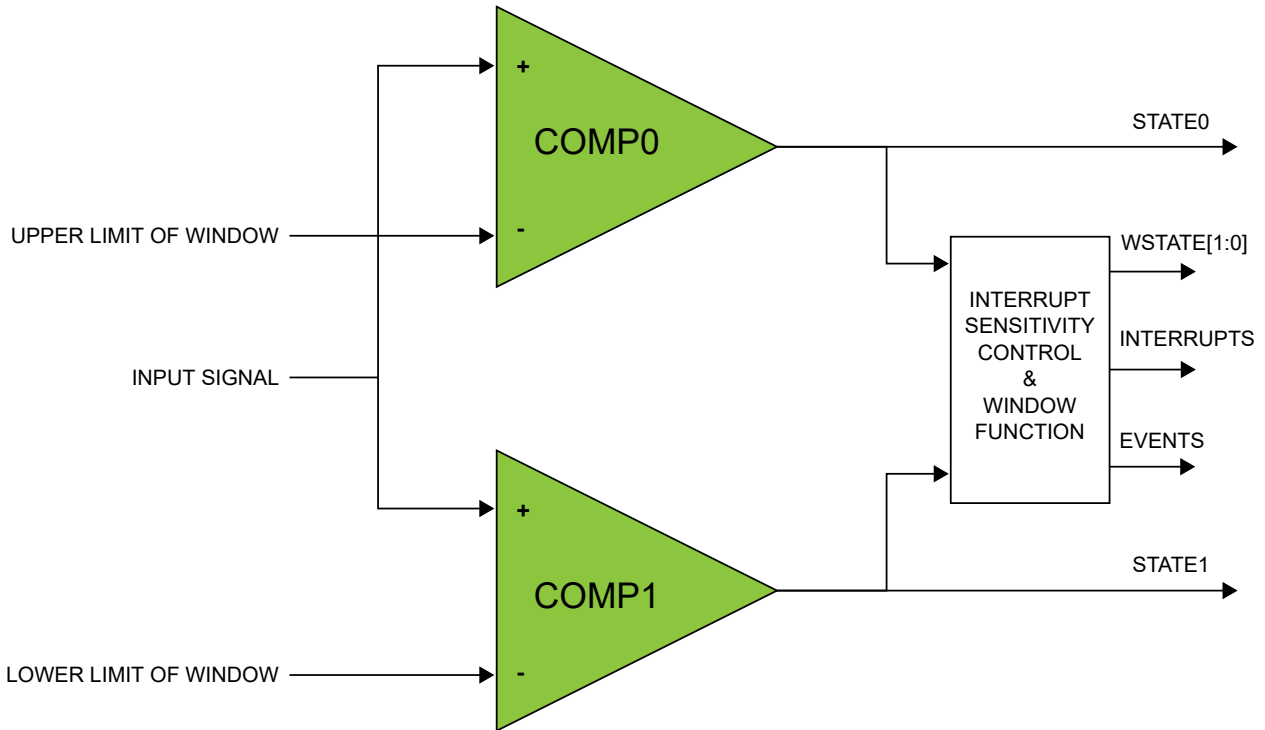 +
COMP0
-
STATE0
UPPER LIMIT OF WINDOW
WSTATE[1:0]
INTERRUPT
SENSITIVITY
CONTROL
&
WINDOW
FUNCTION
INTERRUPTS
INPUT SIGNAL
EVENTS
+
COMP1
-
STATE1
LOWER LIMIT OF WINDOW